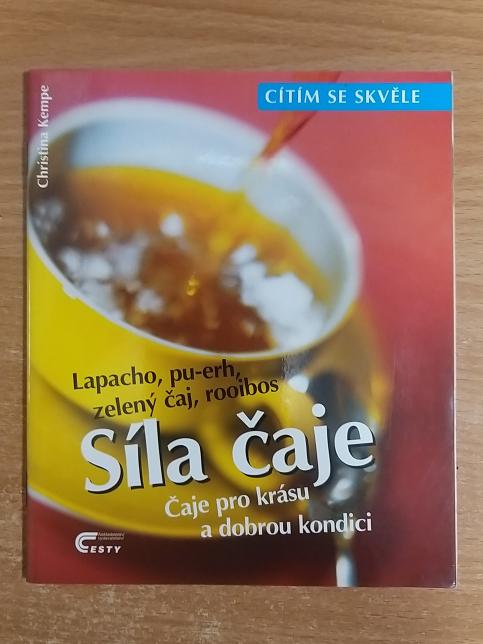 CÍTÍM SE SKVĚLE
Christina Kempe
Lapacho, pu-erh,
zelený čaj, rooibos
Síla čaje
Čaje pro krásu
a dobrou kondici
CESTY